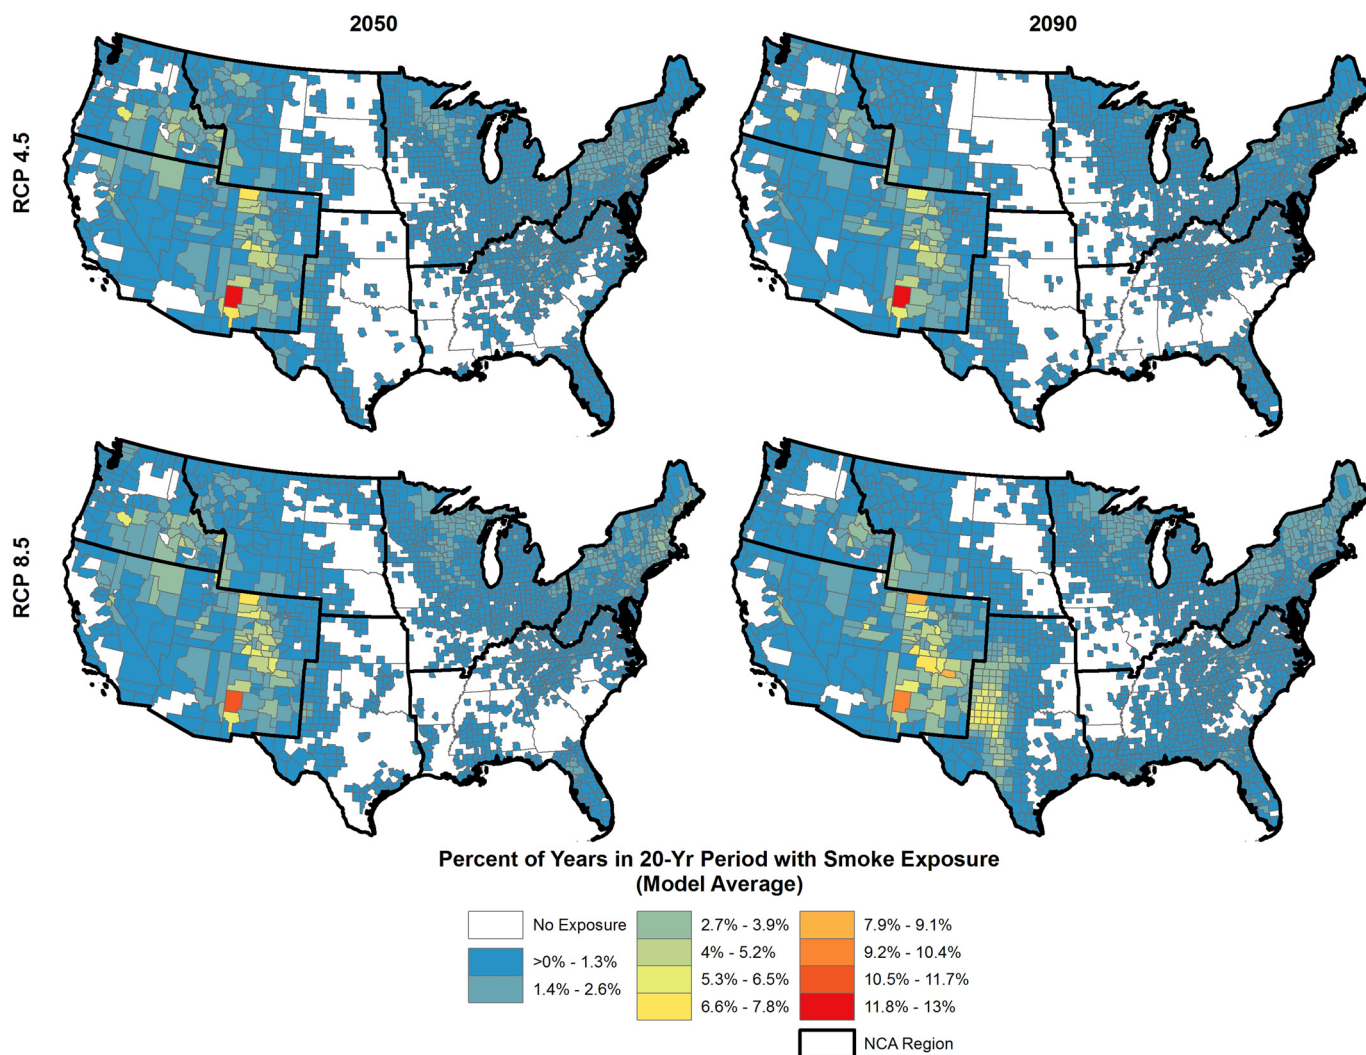 2050
2090
RCP 4.5
RCP 8.5
Percent of Years in 20-Yr Period with Smoke Exposure
(Model Average)
No Exposure
>0% - 1.3%
1.4% - 2.6%
2.7% - 3.9%
4% - 5.2%
5.3% - 6.5%
6.6% - 7.8%
7.9% - 9.1%
9.2% - 10.4%
10.5% - 11.7%
11.8% - 13%
NCA Region